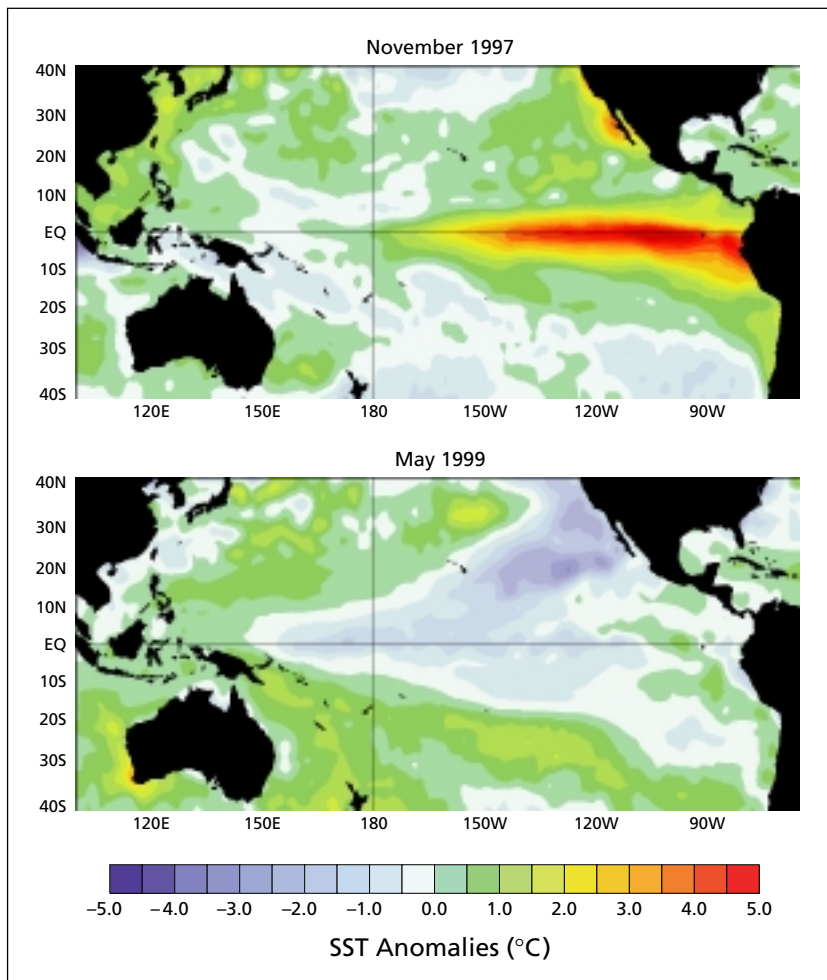 November 1997
40N
30N
20N
10N
EQ
10S
20S
30S
40S
120E 150E 180 150W 120W 90W
May 1999
40N
30N
20N
10N
EQ
10S
20S
30S
40S
120E 150E 180 150W 120W 90W
–5.0 –4.0 –3.0 –2.0 –1.0 0.0 1.0 2.0 3.0 4.0 5.0
SST Anomalies (°C)